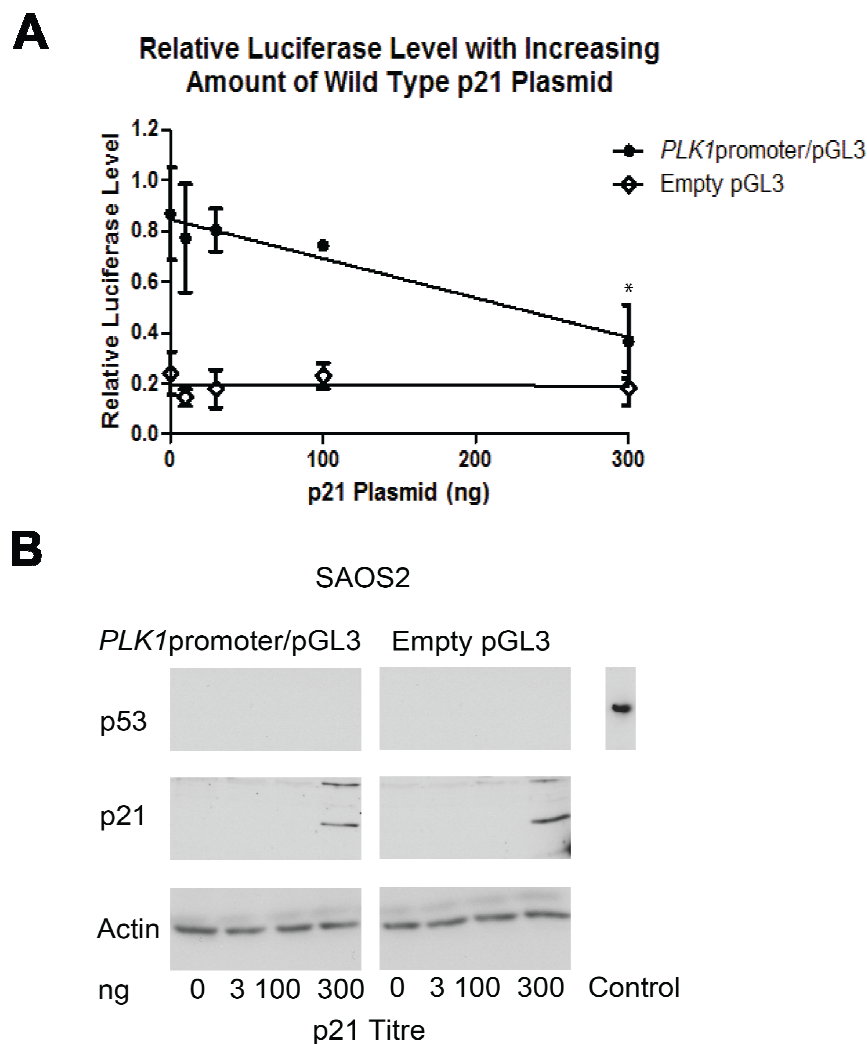 A
Relative Luciferase Level with Increasing
Amount of Wild Type p21 Plasmid
Relative Luciferase Level
1.2
1.0
0.8
0.6
0.4
0.2
0.0
0
100
200
300
p21 Plasmid (ng)
*
PLK1promoter/pGL3
Empty pGL3
B
SAOS2
PLK1promoter/pGL3 Empty pGL3
p53
p21
Actin
ng 0 3 100 300 0 3 100 300 Control
p21 Titre